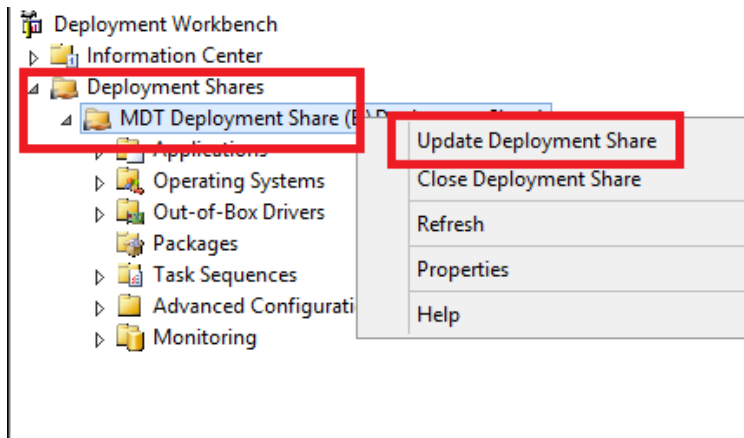 Deployment Workbench
Information Center
Deployment Shares
MDT Deployment Share (
Update Deployment Share
Applications
Close Deployment Share
Operating Systems
Out-of-Box Drivers
Refresh
Packages
Properties
Task Sequences
Advanced Configurati
Help
Monitoring